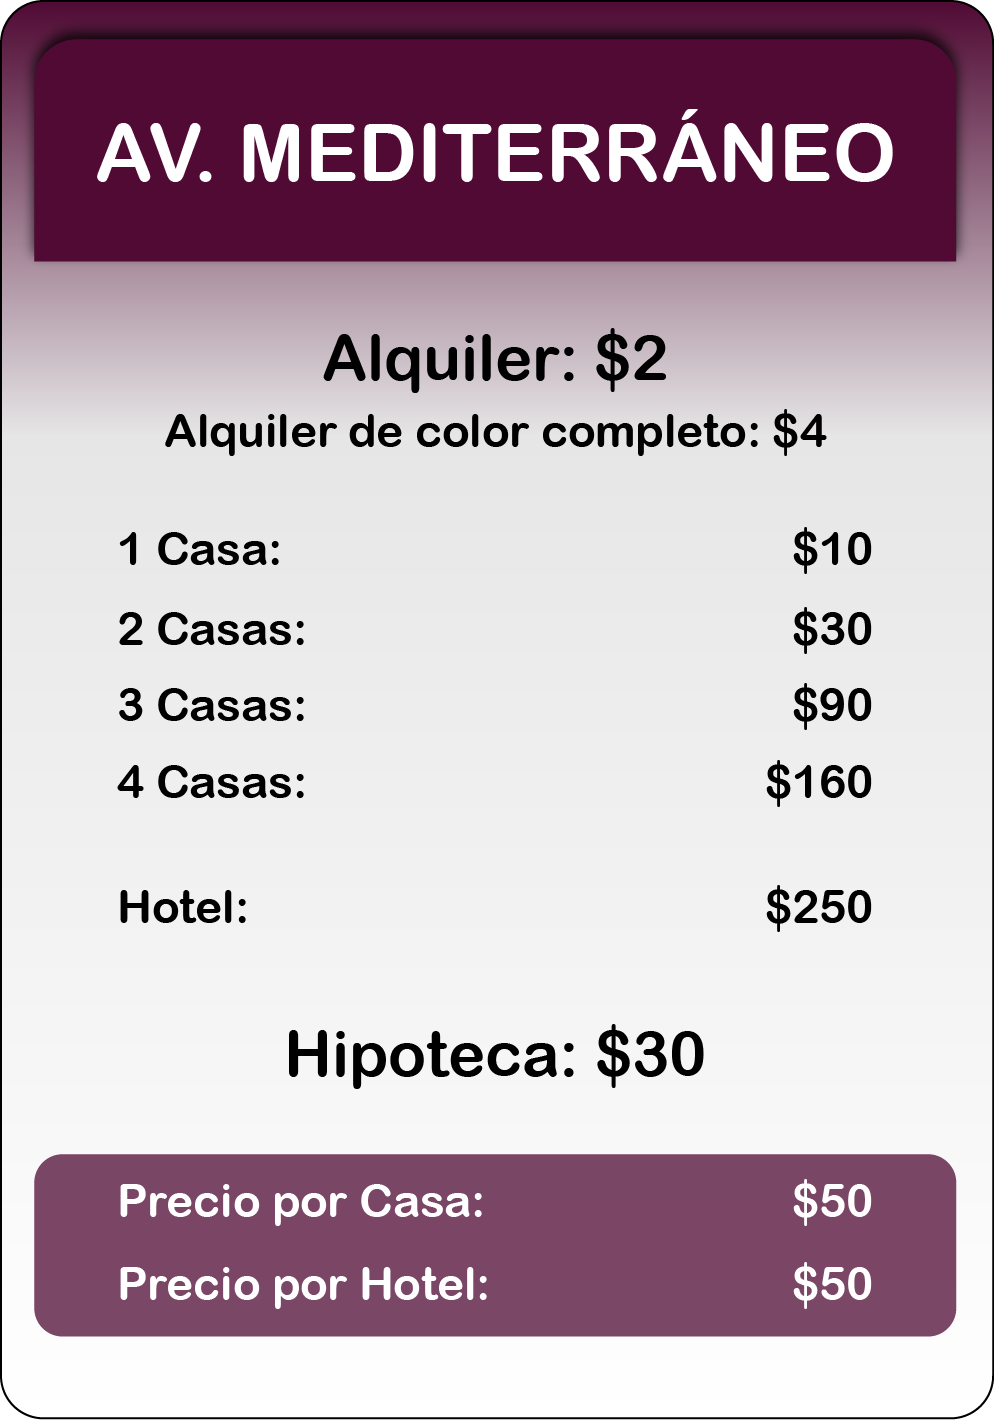 AV. MEDITERRÁNEO
Alquiler: $2
Alquiler de color completo: $4
1 Casa: $10
2 Casas: $30
3 Casas: $90
4 Casas: $160
Hotel: $250
Hipoteca: $30
Precio por Casa: $50
Precio por Hotel: $50